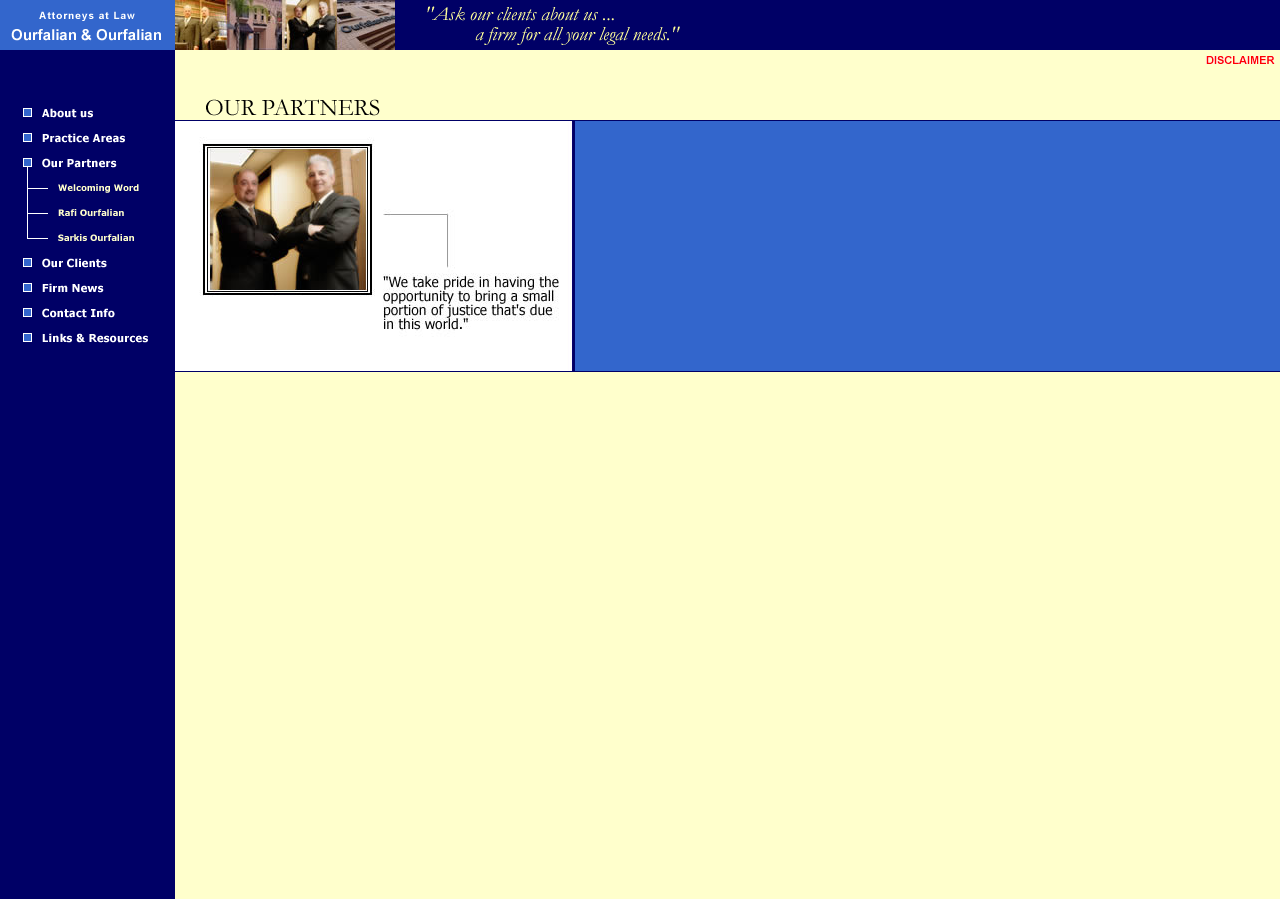 Attorneys at Law
Ourfalian & Ourfalian
"Ask our clients about us ...
a firm for all your legal needs."
DISCLAIMER
OUR PARTNERS
About us
Practice Areas
Our Partners
Welcoming Word
Rafi Ourfalian
Sarkis Ourfalian
Our Clients
Firm News
Contact Info
Links & Resources
"We take pride in having the
opportunity to bring a small
portion of justice that's due
in this world."